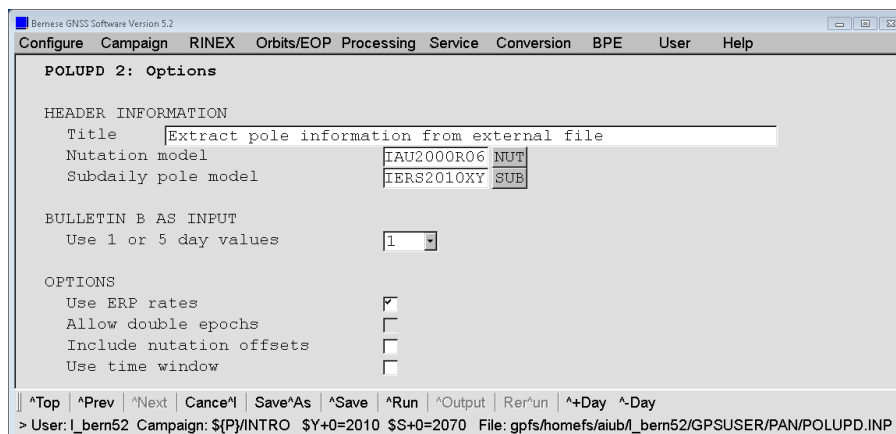 Bernese GNSS Software Version 5.2
Configure Campaign RINEX Orbits/EOP Processing Service Conversion BPE User Help
POLUPD 2: Options
HEADER INFORMATION
Title Extract pole information from external file
Nutation model IAU2000R06 NUT
Subdaily pole model IERS2010XY SUB
BULLETIN B AS INPUT
Use 1 or 5 day values 1
OPTIONS
Use ERP rates
Allow double epochs
Include nutation offsets
Use time window
^Top | ^Prev | ^Next | Cance^l | Save^As | ^Save | ^Run | ^Output | Rer^un | ^+Day ^-Day
> User: l_bern52 Campaign: ${P}/INTRO $Y+0=2010 $S+0=2070 File: gpfs/homefs/aiub/l_bern52/GPSUSER/PAN/POLUPD.INP